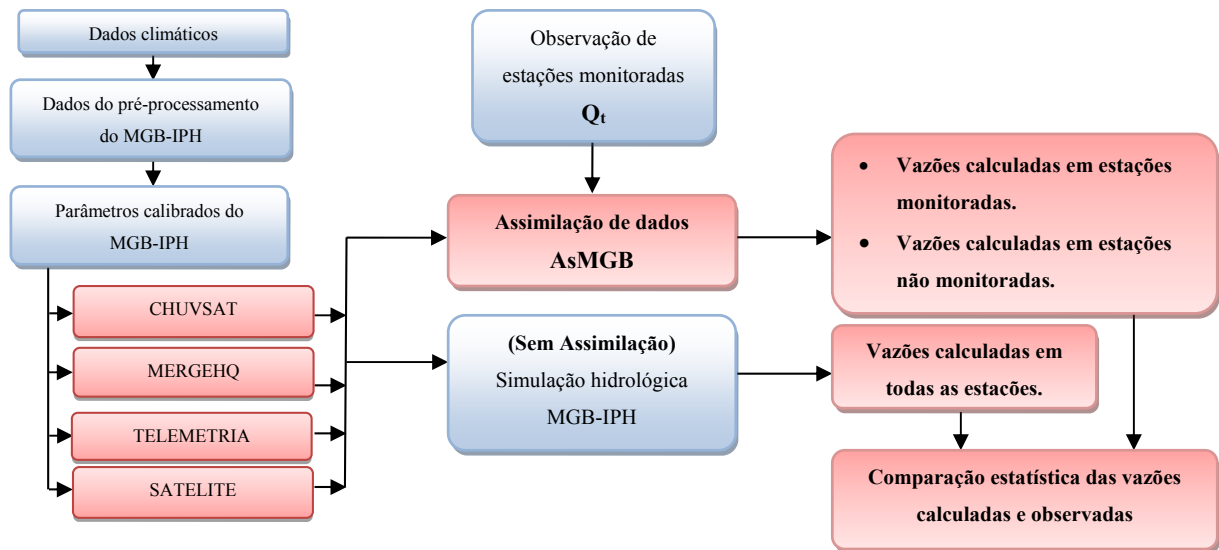 Dados climáticos
Dados do pré-processamento
do MGB-IPH
Parâmetros calibrados do
MGB-IPH
CHUVSAT
MERGEHQ
TELEMETRIA
SATELITE
Observação de
estações monitoradas
Qt
Assimilação de dados
AsMGB
(Sem Assimilação)
Simulação hidrológica
MGB-IPH
• Vazões calculadas em estações
monitoradas.
• Vazões calculadas em estações
não monitoradas.
Vazões calculadas em
todas as estacões.
Comparação estatística das vazões
calculadas e observadas